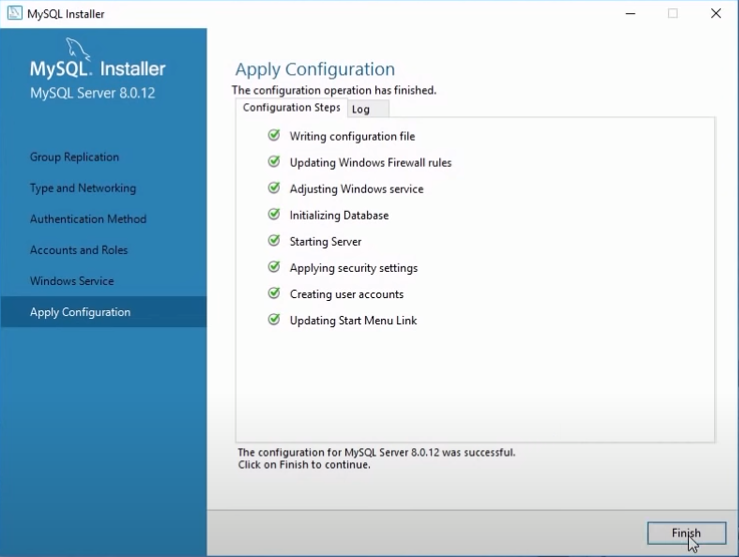 MySQL Installer
MySQL. Installer
MySQL Server 8.0.12
Group Replication
Type and Networking
Authentication Method
Accounts and Roles
Windows Service
Apply Configuration
Apply Configuration
The configuration operation has finished.
Configuration Steps Log
Writing configuration file
Updating Windows Firewall rules
Adjusting Windows service
Initializing Database
Starting Server
Applying security settings
Creating user accounts
Updating Start Menu Link
The configuration for MySQL Server 8.0.12 was successful.
Click on Finish to continue.
Finish